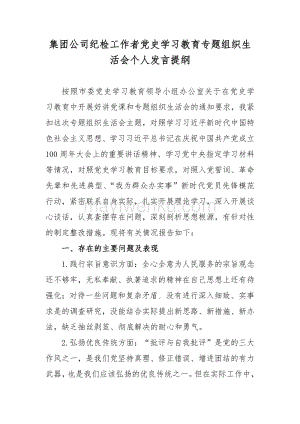 集团公司纪检工作者党史学习教育专题组织生
活会个人发言提纲
按照市委党史学习教育领导小组办公室关于在党史学
习教育中开展好讲党课和专题组织生活会的通知要求，我紧
扣这次专题组织生活会主题，对照学习习近平新时代中国特
色社会主义思想、学习习近平总书记在庆祝中国共产党成立
100 周年大会上的重要讲话精神、学习党中央指定学习材料
等情况，对照党史学习教育目标要求，对照入党誓词、革命
先辈和先进典型、“我为群众办实事”新时代党员先锋模范
行动，紧密联系自身实际，扎实开展理论学习，深入开展谈
心谈话，认真查摆存在问题，深刻剖析思想根源，有针对性
的制定整改措施。现将有关情况报告如下：
一、存在的主要问题及表现
1.践行宗旨意识方面：全心全意为人民服务的宗旨观念
还不够牢，无私奉献、执著追求的精神在自己思想上还有待
强化；对待一些问题和复杂矛盾，没有进行深入细致、实事
求是的调查研究，没能结合实际提出新思路、新措施、新办
法，缺乏抽丝剥茧、彻底解决的耐心和勇气。
2.弘扬优良传统方面：“批评与自我批评”是党的三大
作风之一，是我们党坚持真理、修正错误、增进团结的有力
武器，也是我们应该弘扬的优良传统之一。但在实际工作中，